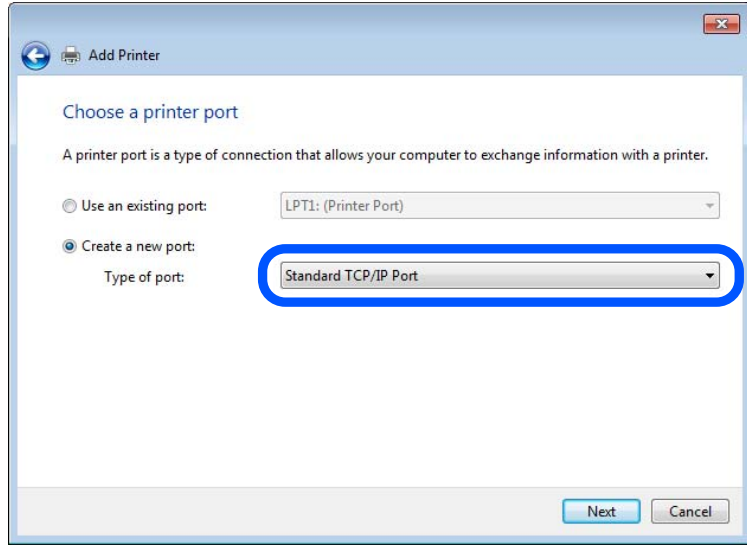 Add Printer
Choose a printer port
A printer port is a type of connection that allows your computer to exchange information with a printer.
Use an existing port: LPT1: (Printer Port)
Create a new port:
Type of port: Standard TCP/IP Port
Next Cancel